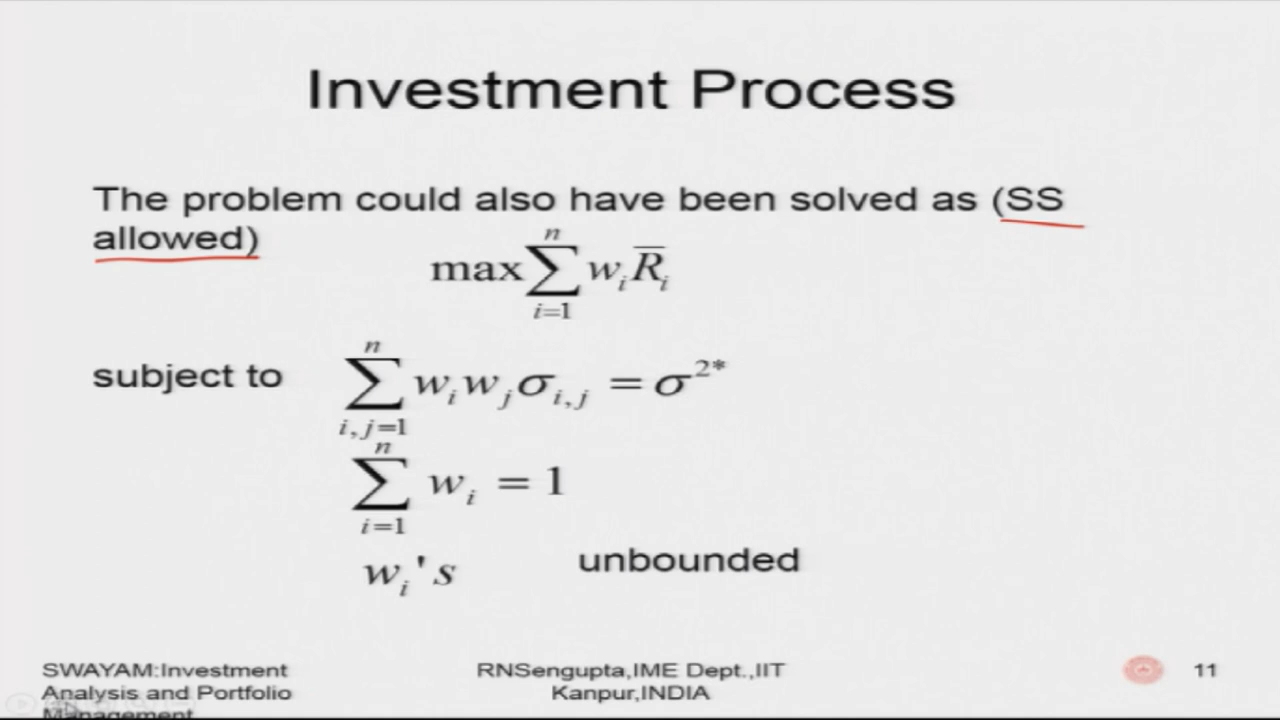 Investment Process
The problem could also have been solved as (SS
allowed)
max ∑_{i=1}^{n} w_i R̄_i
subject to ∑_{i,j=1}^{n} w_i w_j σ_{i,j} = σ^{2*}
∑_{i=1}^{n} w_i = 1
w_i's unbounded
SWAYAM:Investment
Analysis and Portfolio
Management
RNSengupta,IME Dept.,IIT
Kanpur,INDIA
11